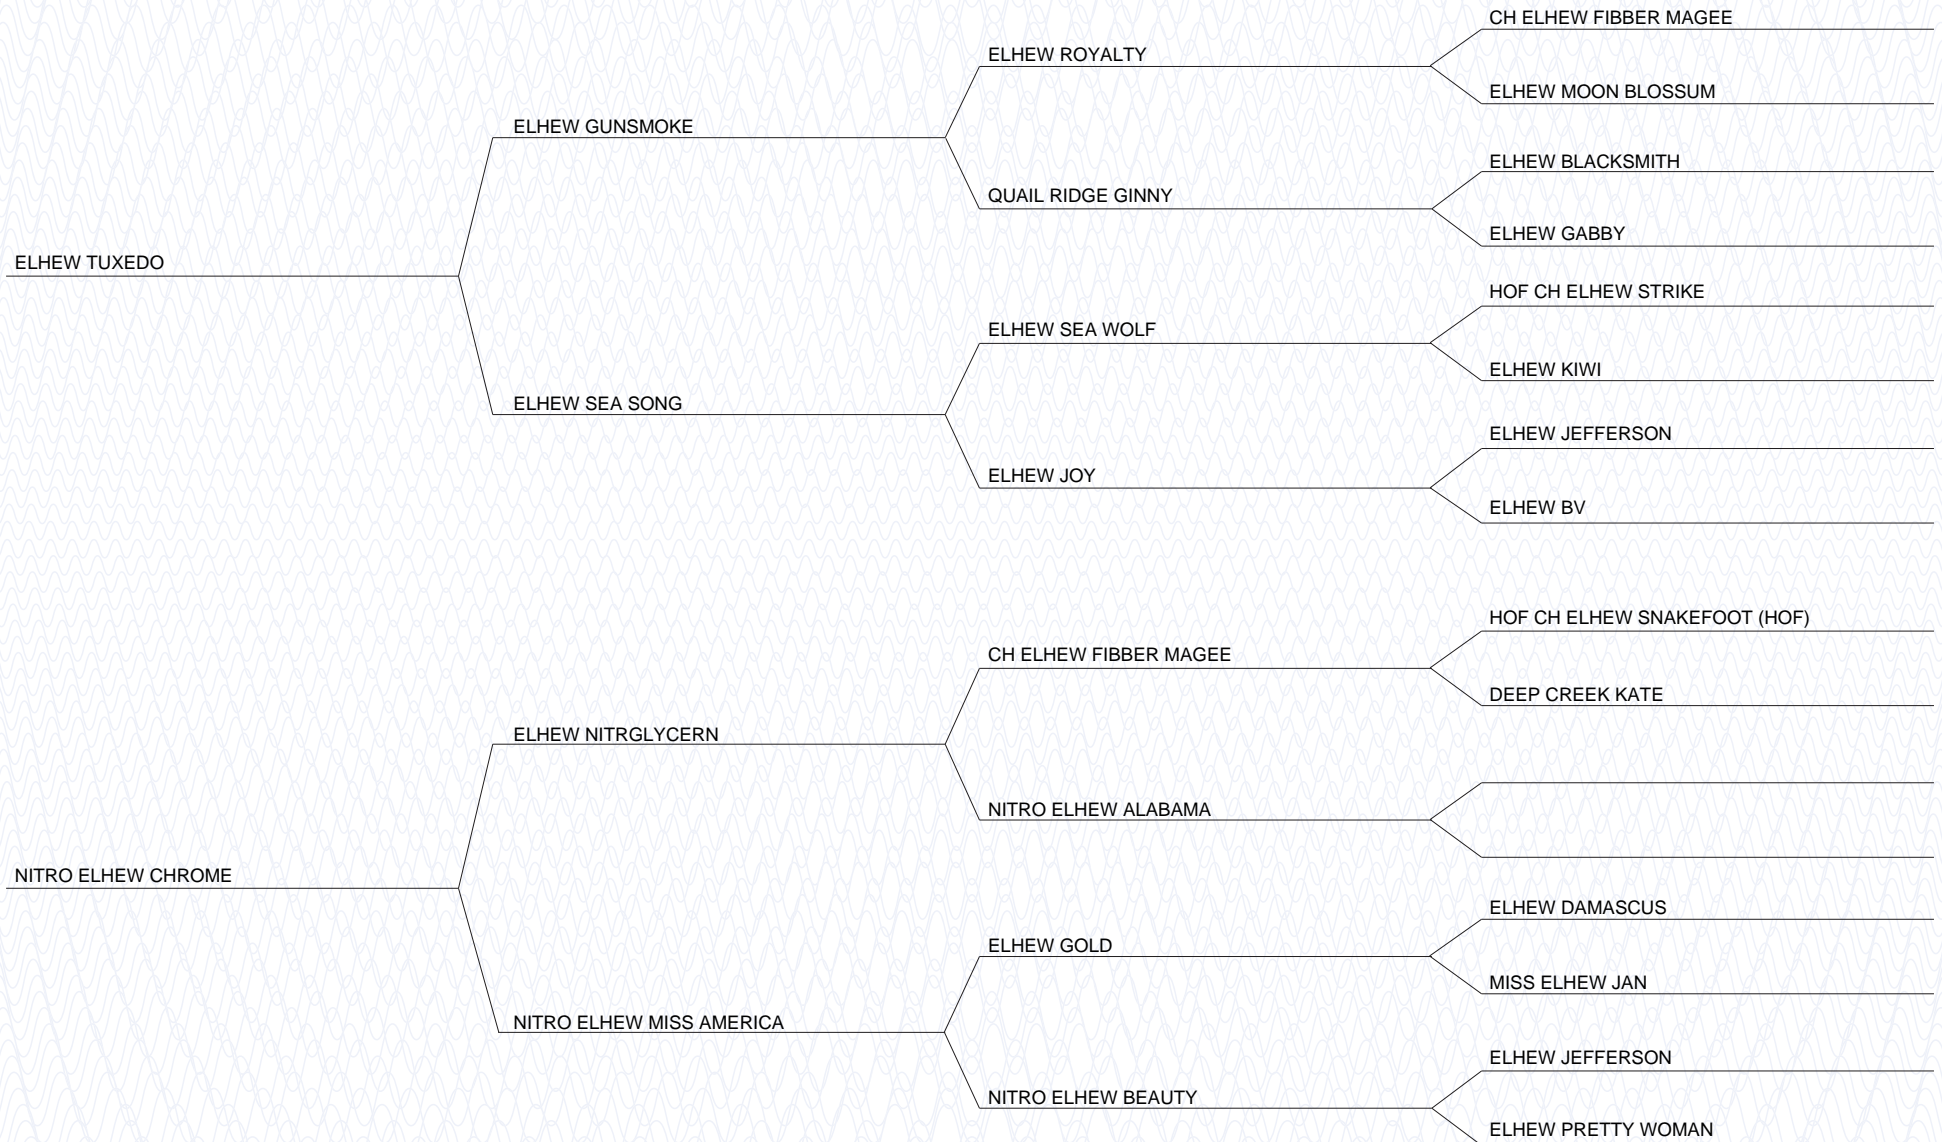 CH ELHEW FIBBER MAGEE
ELHEW ROYALTY
ELHEW MOON BLOSSUM
ELHEW GUNSMOKE
ELHEW BLACKSMITH
QUAIL RIDGE GINNY
ELHEW GABBY
ELHEW TUXEDO
HOF CH ELHEW STRIKE
ELHEW SEA WOLF
ELHEW KIWI
ELHEW SEA SONG
ELHEW JEFFERSON
ELHEW JOY
ELHEW BV
HOF CH ELHEW SNAKEFOOT (HOF)
CH ELHEW FIBBER MAGEE
DEEP CREEK KATE
ELHEW NITRGLYCERN
NITRO ELHEW ALABAMA
NITRO ELHEW CHROME
ELHEW DAMASCUS
ELHEW GOLD
MISS ELHEW JAN
NITRO ELHEW MISS AMERICA
ELHEW JEFFERSON
NITRO ELHEW BEAUTY
ELHEW PRETTY WOMAN